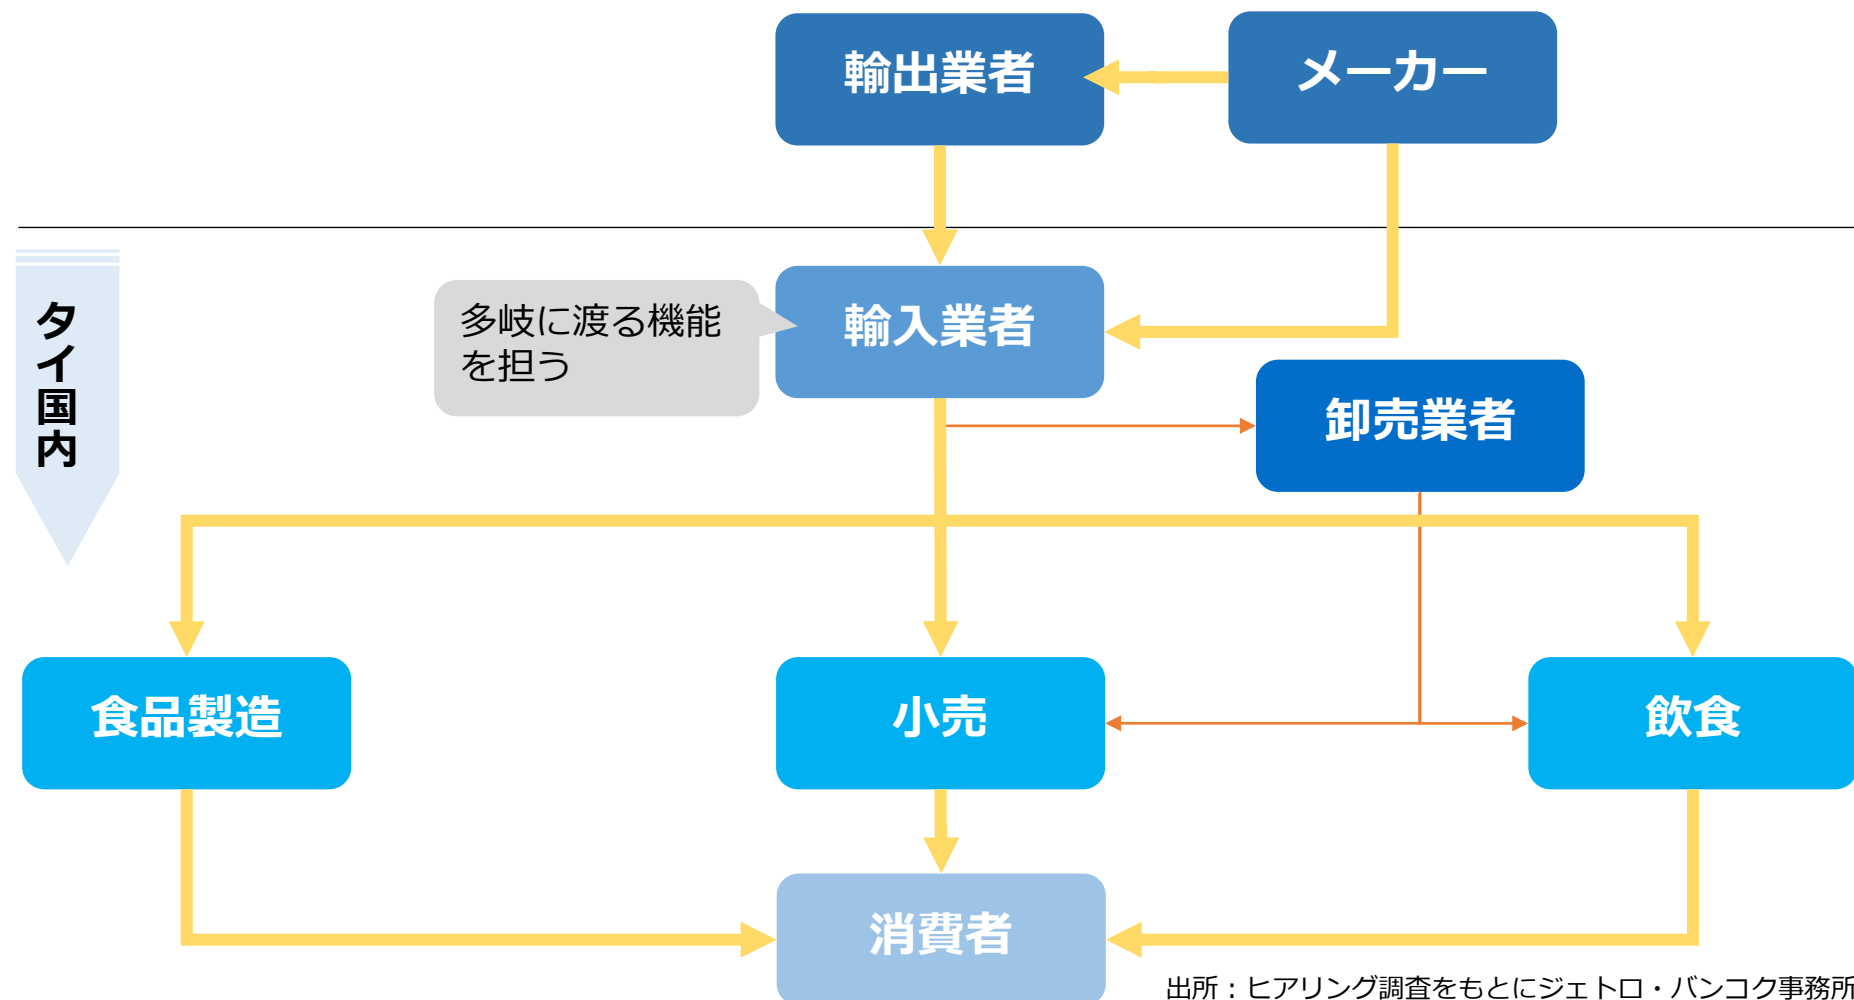 輸出業者
メーカー
タイ国内
多岐に渡る機能
を担う
輸入業者
卸売業者
食品製造
小売
飲食
消費者
出所：ヒアリング調査をもとにジェトロ・バンコク事務所